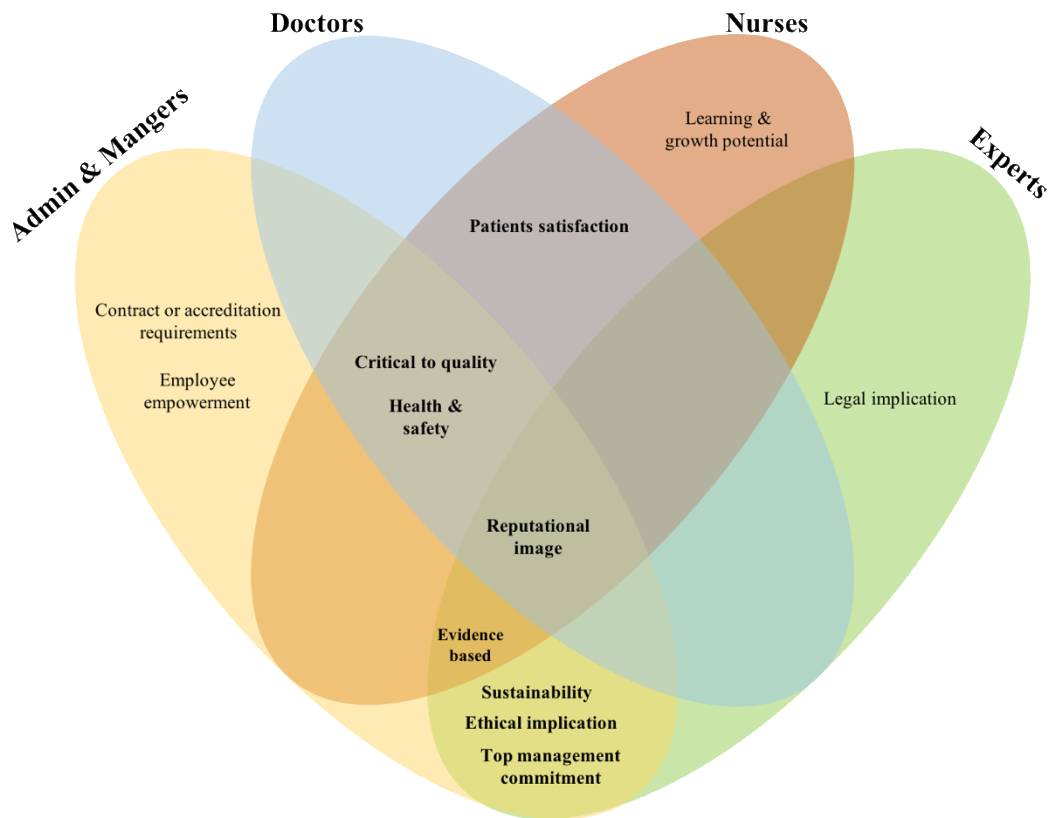 Doctors
Nurses
Admin & Mangers
Experts
Learning &
growth potential
Patients satisfaction
Contract or accreditation
requirements
Employee
empowerment
Critical to quality
Health &
safety
Legal implication
Reputational
image
Evidence
based
Sustainability
Ethical implication
Top management
commitment